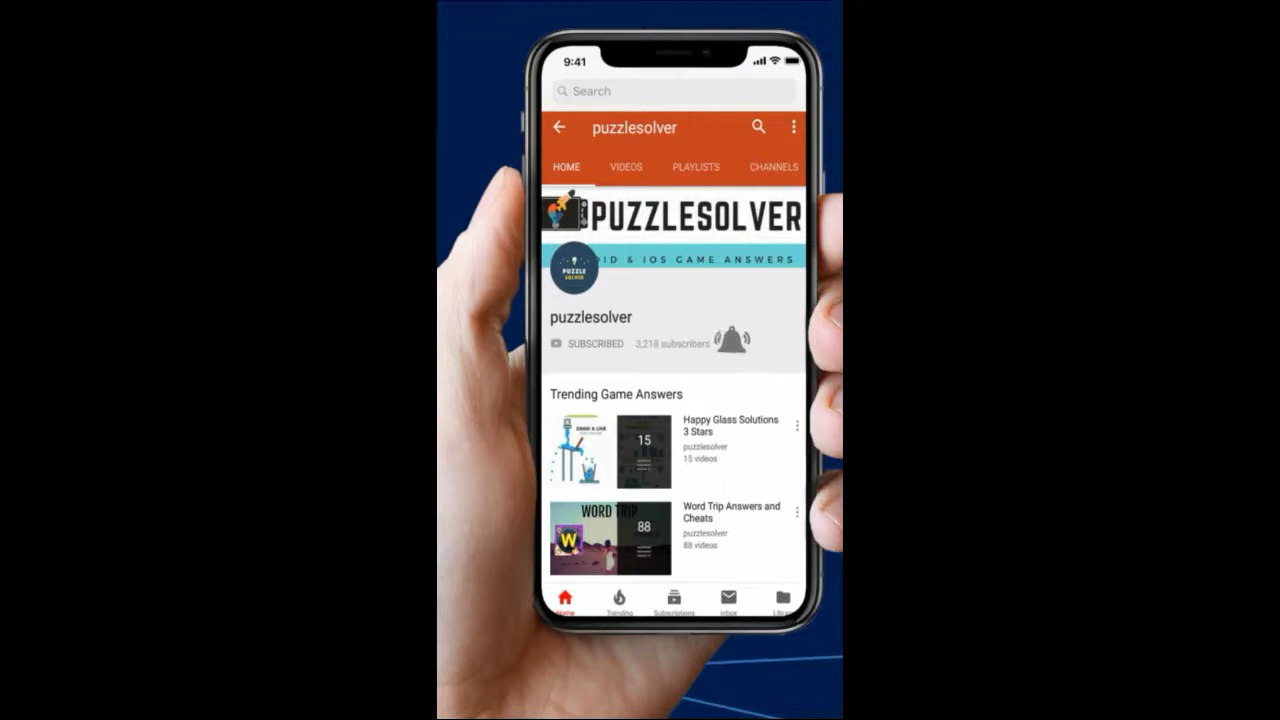 9:41
Search
puzzlesolver
HOME VIDEOS PLAYLISTS CHANNELS
PUZZLESOLVER
ID & IOS GAME ANSWERS
PUZZLE
SOLVER
puzzlesolver
SUBSCRIBED 3,218 subscribers
Trending Game Answers
DRAW A LINE
15
Happy Glass Solutions
3 Stars
puzzlesolver
15 videos
WORD TRIP
W
88
Word Trip Answers and
Cheats
puzzlesolver
88 videos
Home Trending Subscriptions Inbox Library